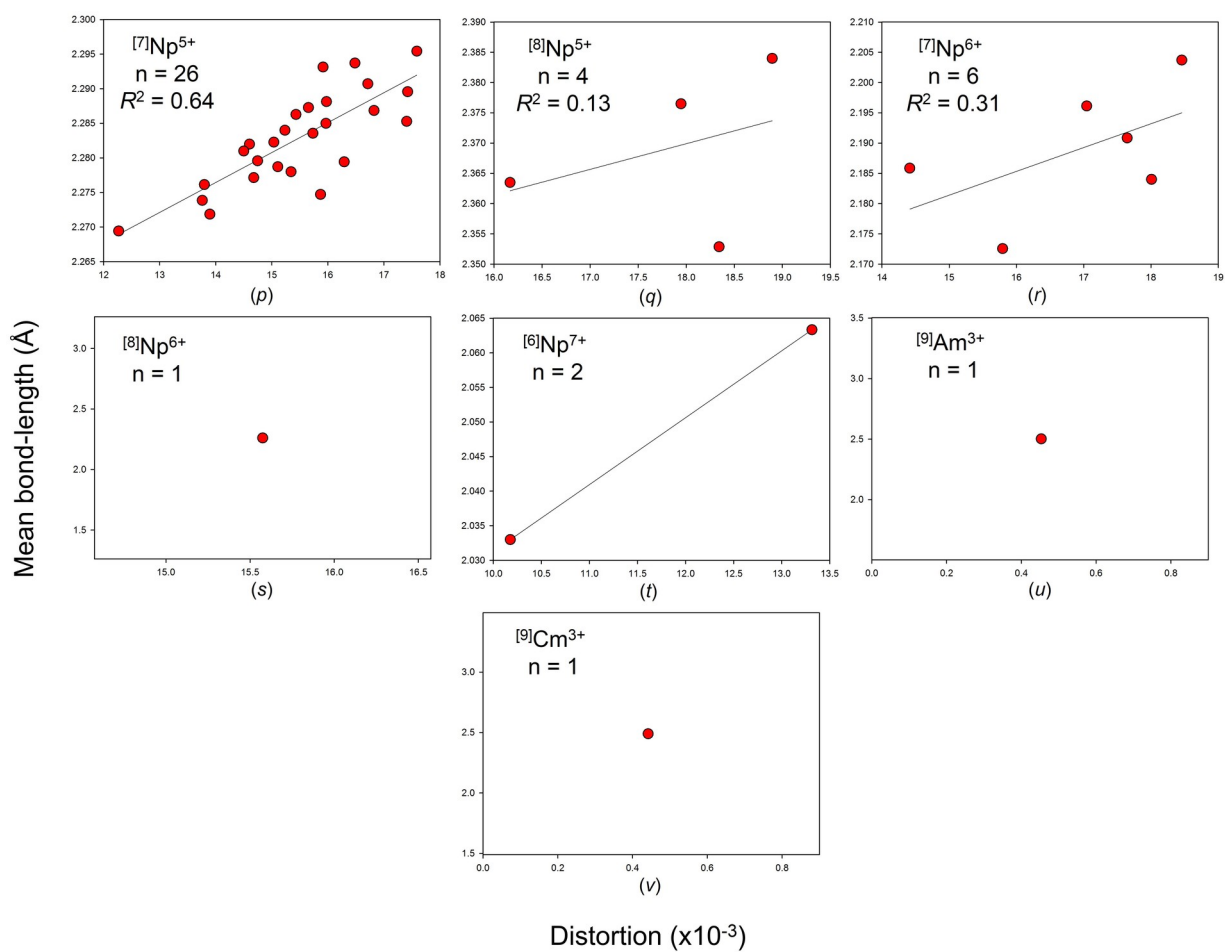 [7]Np5+
n = 26
R2 = 0.64
2.300
2.295
2.290
2.285
2.280
2.275
2.270
2.265
12 13 14 15 16 17 18
(p)
[8]Np5+
n = 4
R2 = 0.13
2.390
2.385
2.380
2.375
2.370
2.365
2.360
2.355
2.350
16.0 16.5 17.0 17.5 18.0 18.5 19.0 19.5
(q)
[7]Np6+
n = 6
R2 = 0.31
2.210
2.205
2.200
2.195
2.190
2.185
2.180
2.175
2.170
14 15 16 17 18 19
(r)
Mean bond-length (Å)
[8]Np6+
n = 1
3.0
2.5
2.0
1.5
15.0 15.5 16.0 16.5
(s)
[6]Np7+
n = 2
2.065
2.060
2.055
2.050
2.045
2.040
2.035
2.030
10.0 10.5 11.0 11.5 12.0 12.5 13.0 13.5
(t)
[9]Am3+
n = 1
3.5
3.0
2.5
2.0
0.0 0.2 0.4 0.6 0.8
(u)
[9]Cm3+
n = 1
3.0
2.5
2.0
1.5
0.0 0.2 0.4 0.6 0.8
(v)
Distortion (x10-3)